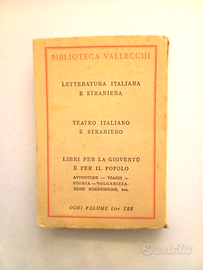 BIBLIOTECA VALLECCHI
LETTERATURA ITALIANA
E STRANIERA
TEATRO ITALIANO
E STRANIERO
LIBRI PER LA GIOVENTÙ
E PER IL POPOLO
AVVENTURE — VIAGGI —
STORIA — VOLGARIZZA-
ZIONI SCIENTIFICHE, ecc.
OGNI VOLUME Lire TRE
subito